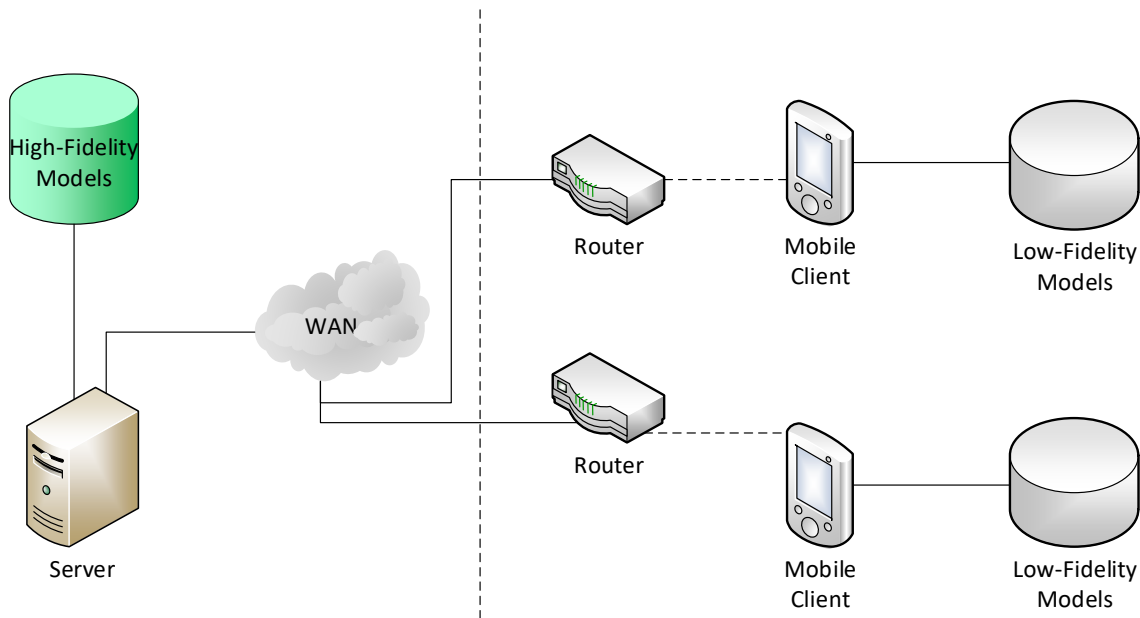 High-Fidelity
Models
Router
Mobile
Client
Low-Fidelity
Models
WAN
Router
Server
Mobile
Client
Low-Fidelity
Models